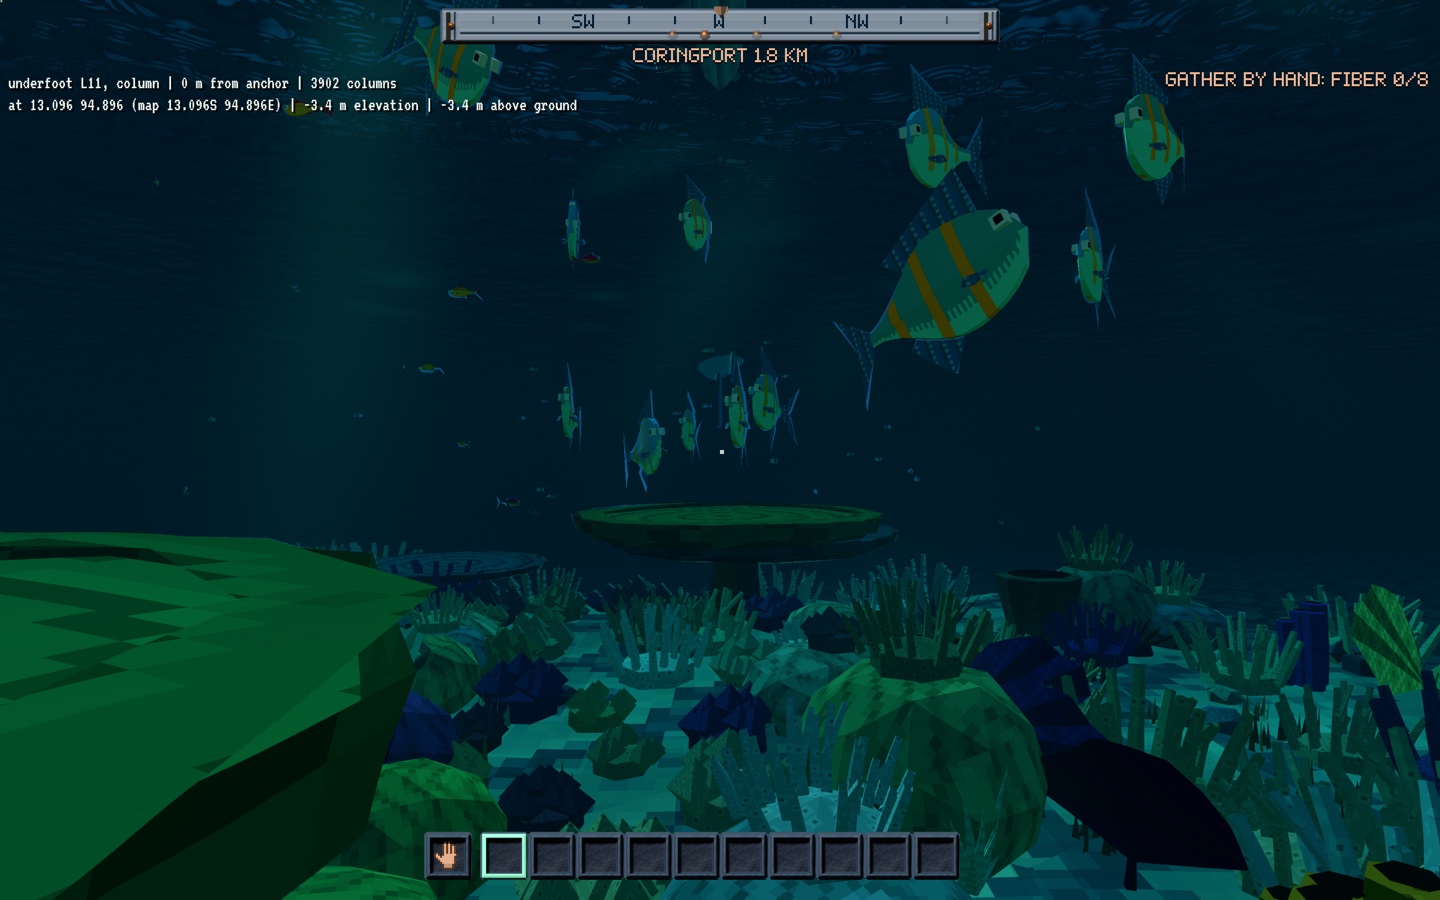 SW W NW
CORINGPORT 1.8 KM
GATHER BY HAND: FIBER 0/8
underfoot L11, column | 0 m from anchor | 3902 columns
at 13.096 94.896 (map 13.096S 94.896E) | -3.4 m elevation | -3.4 m above ground